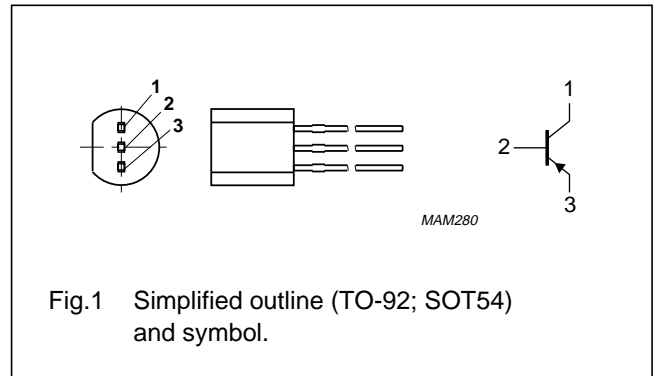 1
2
3
1
2
3
MAM280
Fig.1 Simplified outline (TO-92; SOT54)
and symbol.